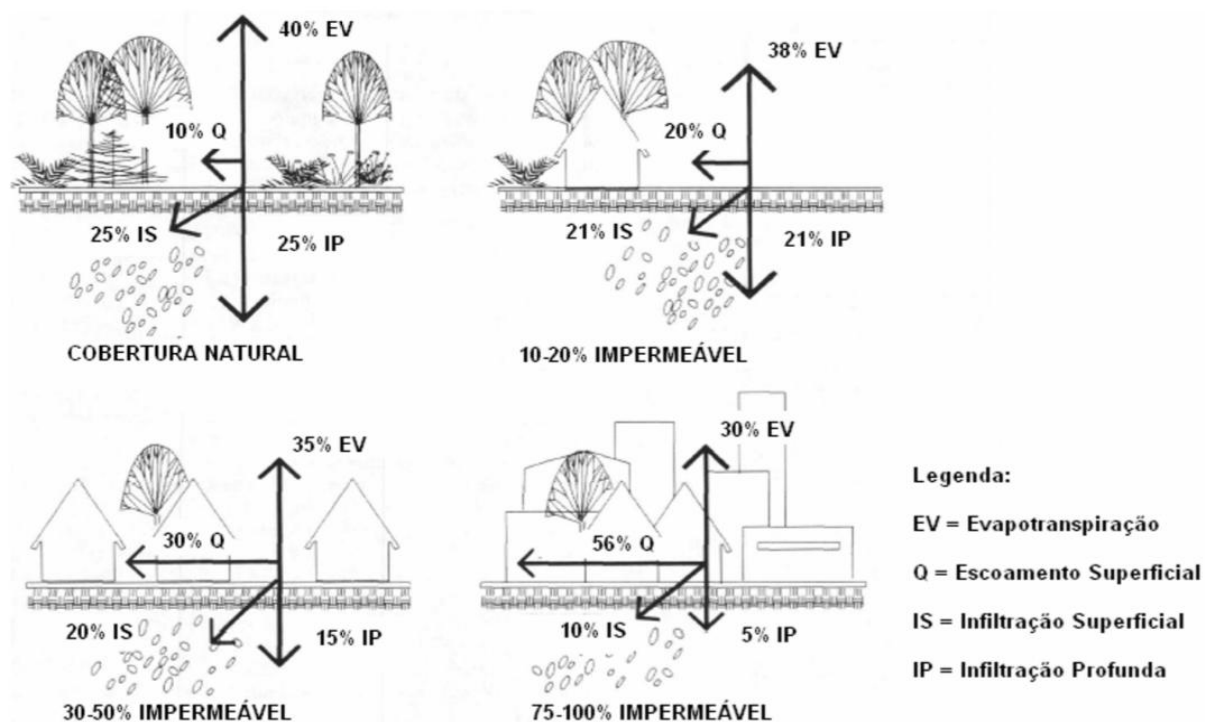 40% EV
10% Q
25% IS
25% IP
COBERTURA NATURAL
38% EV
20% Q
21% IS
21% IP
10-20% IMPERMEÁVEL
35% EV
30% Q
20% IS
15% IP
30-50% IMPERMEÁVEL
30% EV
56% Q
10% IS
5% IP
75-100% IMPERMEÁVEL
Legenda:
EV = Evapotranspiração
Q = Escoamento Superficial
IS = Infiltração Superficial
IP = Infiltração Profunda